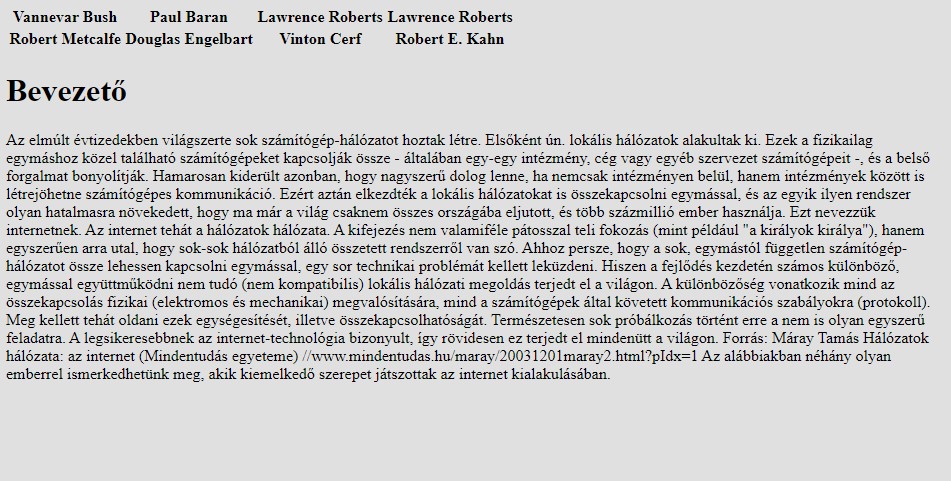 Vannevar Bush Paul Baran Lawrence Roberts Lawrence Roberts
Robert Metcalfe Douglas Engelbart Vinton Cerf Robert E. Kahn
Bevezető
Az elmúlt évtizedekben világszerte sok számítógép-hálózatot hoztak létre. Elsőként ún. lokális hálózatok alakultak ki. Ezek a fizikailag
egymáshoz közel található számítógépeket kapcsolják össze - általában egy-egy intézmény, cég vagy egyéb szervezet számítógépeit -, és a belső
forgalmat bonyolítják. Hamarosan kiderült azonban, hogy nagyszerű dolog lenne, ha nemcsak intézményen belül, hanem intézmények között is
létrejöhetne számítógépes kommunikáció. Ezért aztán elkezdték a lokális hálózatokat is összekapcsolni egymással, és az egyik ilyen rendszer
olyan hatalmasra növekedett, hogy ma már a világ csaknem összes országába eljutott, és több százmillió ember használja. Ezt nevezzük
internetnek. Az internet tehát a hálózatok hálózata. A kifejezés nem valamiféle pátosszal teli fokozás (mint például "a királyok királya"), hanem
egyszerűen arra utal, hogy sok-sok hálózatból álló összetett rendszerről van szó. Ahhoz persze, hogy a sok, egymástól független számítógép-
hálózatot össze lehessen kapcsolni egymással, egy sor technikai problémát kellett leküzdeni. Hiszen a fejlődés kezdetén számos különböző,
egymással együttműködni nem tudó (nem kompatibilis) lokális hálózati megoldás terjedt el a világon. A különbözőség vonatkozik mind az
összekapcsolás fizikai (elektromos és mechanikai) megvalósítására, mind a számítógépek által követett kommunikációs szabályokra (protokoll).
Meg kellett tehát oldani ezek egységesítését, illetve összekapcsolhatóságát. Természetesen sok próbálkozás történt erre a nem is olyan egyszerű
feladatra. A legsikeresebbnek az internet-technológia bizonyult, így rövidesen ez terjedt el mindenütt a világon. Forrás: Máray Tamás Hálózatok
hálózata: az internet (Mindentudás egyeteme) //www.mindentudas.hu/maray/20031201maray2.html?pIdx=1 Az alábbiakban néhány olyan
emberrel ismerkedhetünk meg, akik kiemelkedő szerepet játszottak az internet kialakulásában.